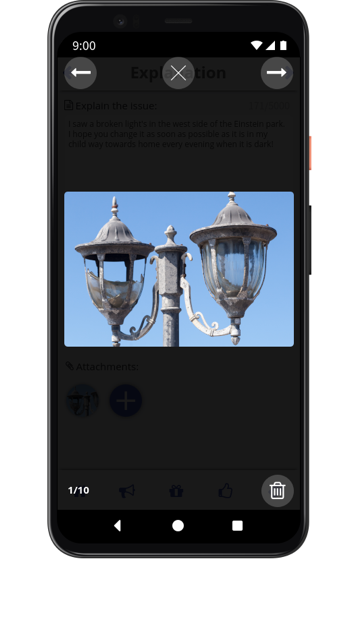 9:00
Explanation
Explain the issue:
I saw a broken lights in the west side of the Einstein park.
I hope you change it as soon as possible as it is in my
child way towards home every evening when it is dark!
Attachments:
1/10